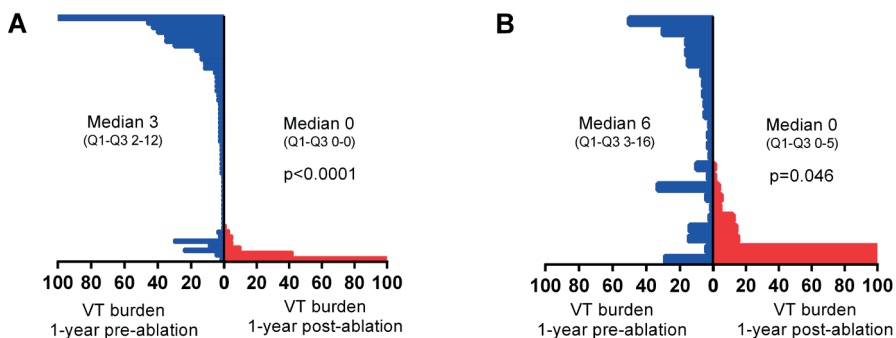 A
Median 3
(Q1-Q3 2-12)
Median 0
(Q1-Q3 0-0)
p<0.0001
100 80 60 40 20 0 20 40 60 80 100
VT burden
1-year pre-ablation
VT burden
1-year post-ablation
B
Median 6
(Q1-Q3 3-16)
Median 0
(Q1-Q3 0-5)
p=0.046
100 80 60 40 20 0 20 40 60 80 100
VT burden
1-year pre-ablation
VT burden
1-year post-ablation